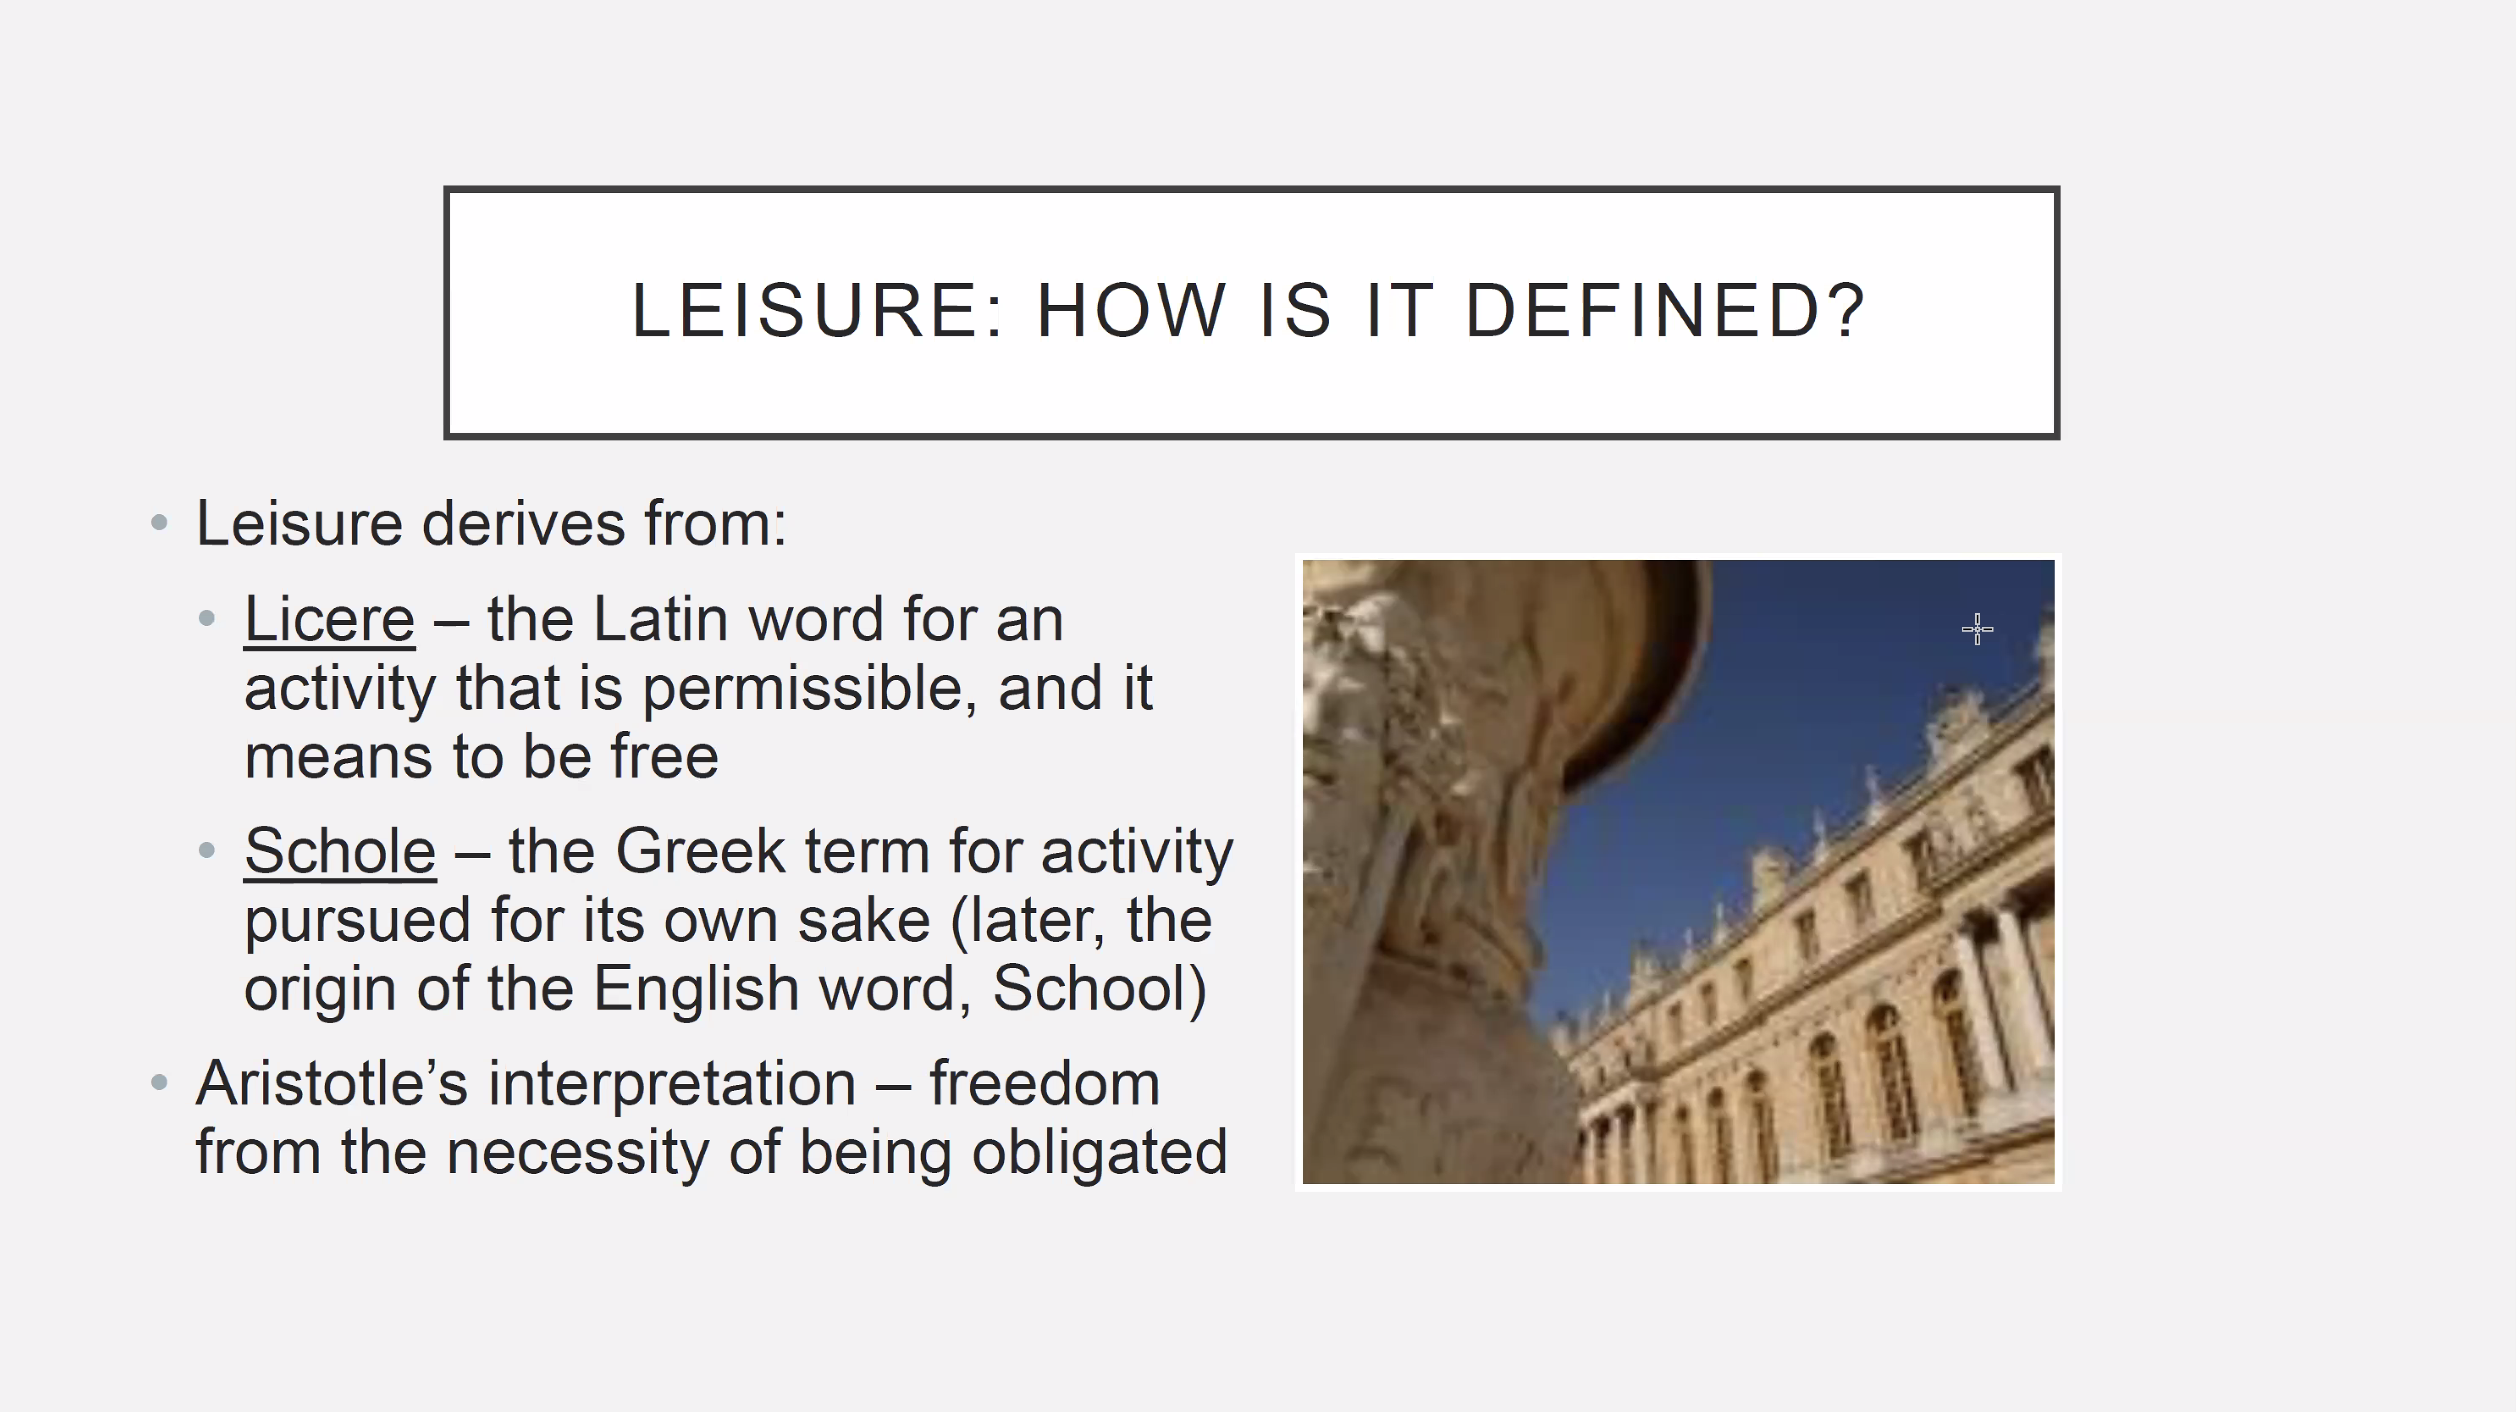 LEISURE: HOW IS IT DEFINED?
• Leisure derives from:
• Licere – the Latin word for an
activity that is permissible, and it
means to be free
• Schole – the Greek term for activity
pursued for its own sake (later, the
origin of the English word, School)
• Aristotle’s interpretation – freedom
from the necessity of being obligated